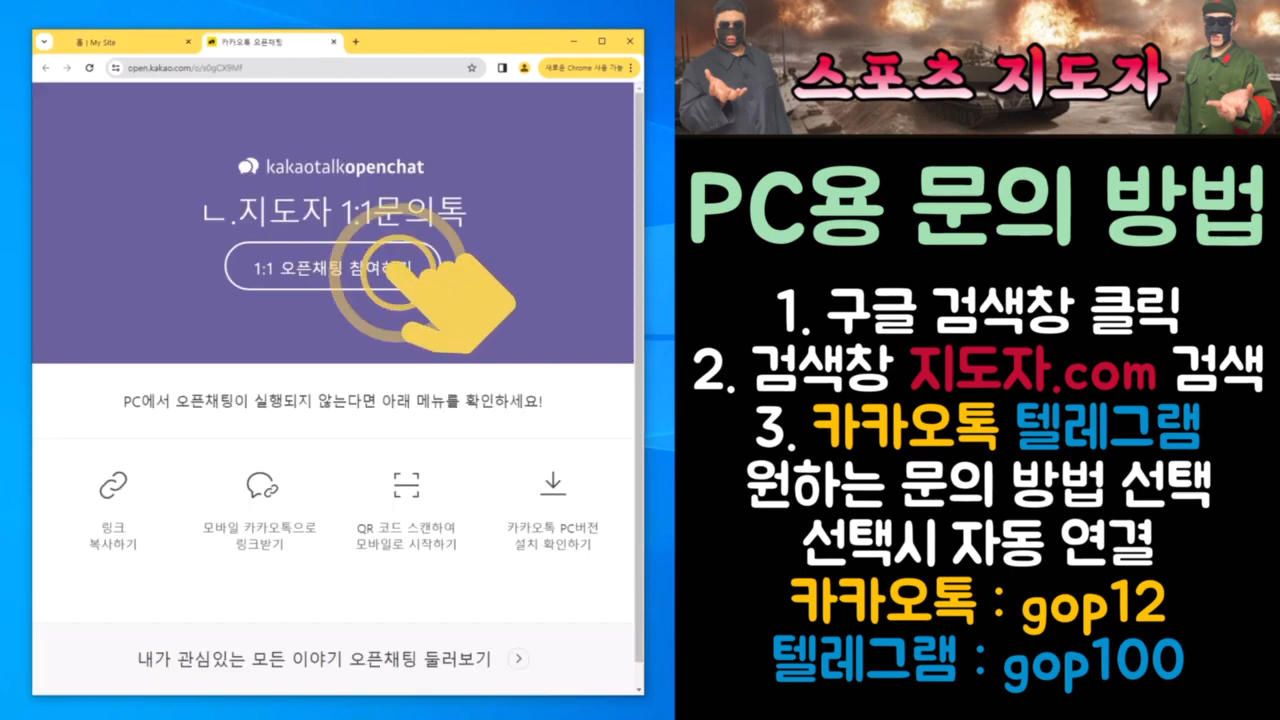 홈 | My Site
카카오톡 오픈채팅
open.kakao.com/o/s0gCX9Mf
새로운 Chrome 사용 가능
kakaotalkopenchat
ㄴ.지도자 1:1문의톡
1:1 오픈채팅 참여하기
PC에서 오픈채팅이 실행되지 않는다면 아래 메뉴를 확인하세요!
링크
복사하기
모바일 카카오톡으로
링크받기
QR 코드 스캔하여
모바일로 시작하기
카카오톡 PC버전
설치 확인하기
내가 관심있는 모든 이야기 오픈채팅 둘러보기
스포츠 지도자
PC용 문의 방법
1. 구글 검색창 클릭
2. 검색창 지도자.com 검색
3. 카카오톡 텔레그램
원하는 문의 방법 선택
선택시 자동 연결
카카오톡 : gop12
텔레그램 : gop100